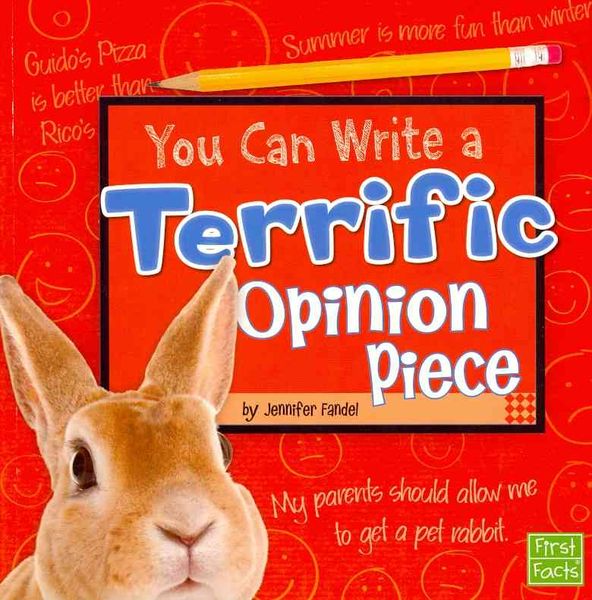 Guido's Pizza
is better than
Rico's
Summer is more fun than winter
You Can Write a
Terrific
Opinion
Piece
by Jennifer Fandel
My parents should allow me
to get a pet rabbit.
First
Facts